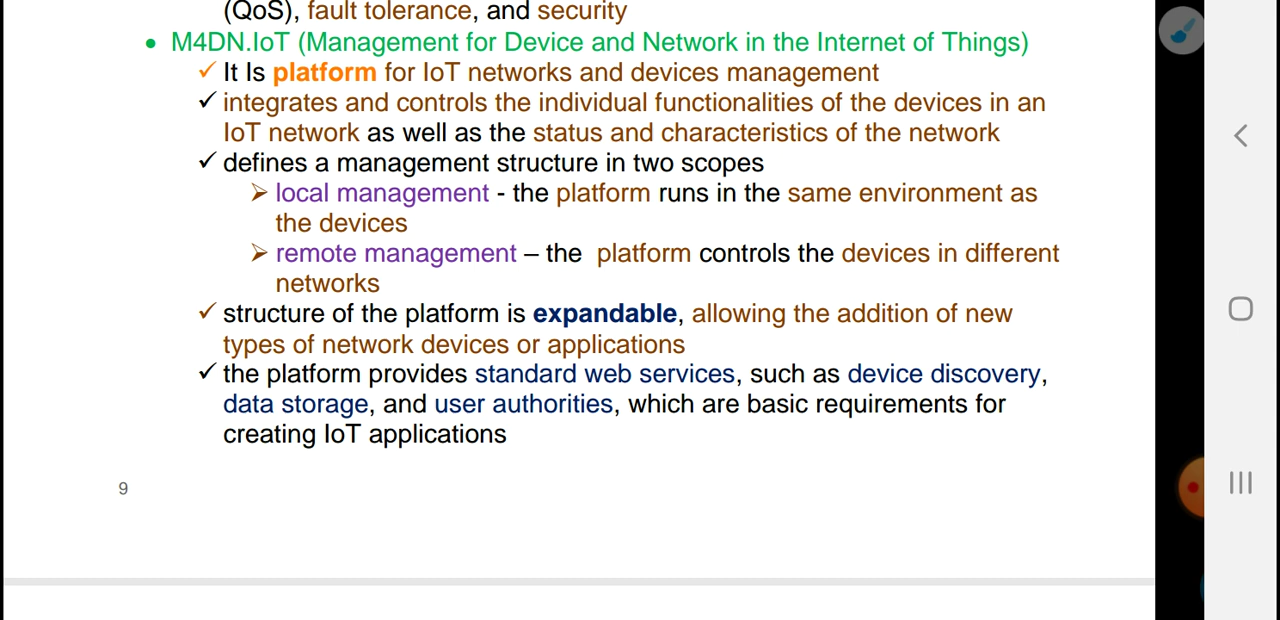 (QoS), fault tolerance, and security
• M4DN.IoT (Management for Device and Network in the Internet of Things)
✓ It Is platform for IoT networks and devices management
✓ integrates and controls the individual functionalities of the devices in an
IoT network as well as the status and characteristics of the network
✓ defines a management structure in two scopes
➢ local management - the platform runs in the same environment as
the devices
➢ remote management – the  platform controls the devices in different
networks
✓ structure of the platform is expandable, allowing the addition of new
types of network devices or applications
✓ the platform provides standard web services, such as device discovery,
data storage, and user authorities, which are basic requirements for
creating IoT applications
9